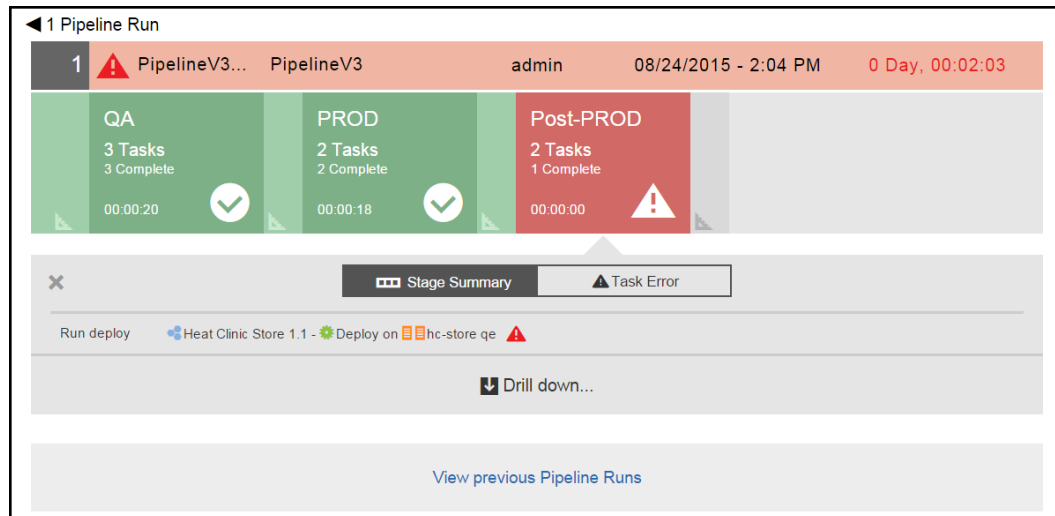 1 Pipeline Run
1 PipelineV3... PipelineV3 admin 08/24/2015 - 2:04 PM 0 Day, 00:02:03
QA PROD Post-PROD
3 Tasks 2 Tasks 2 Tasks
3 Complete 2 Complete 1 Complete
00:00:20 00:00:18 00:00:00
Stage Summary Task Error
Run deploy Heat Clinic Store 1.1 - Deploy on hc-store qe
Drill down...
View previous Pipeline Runs